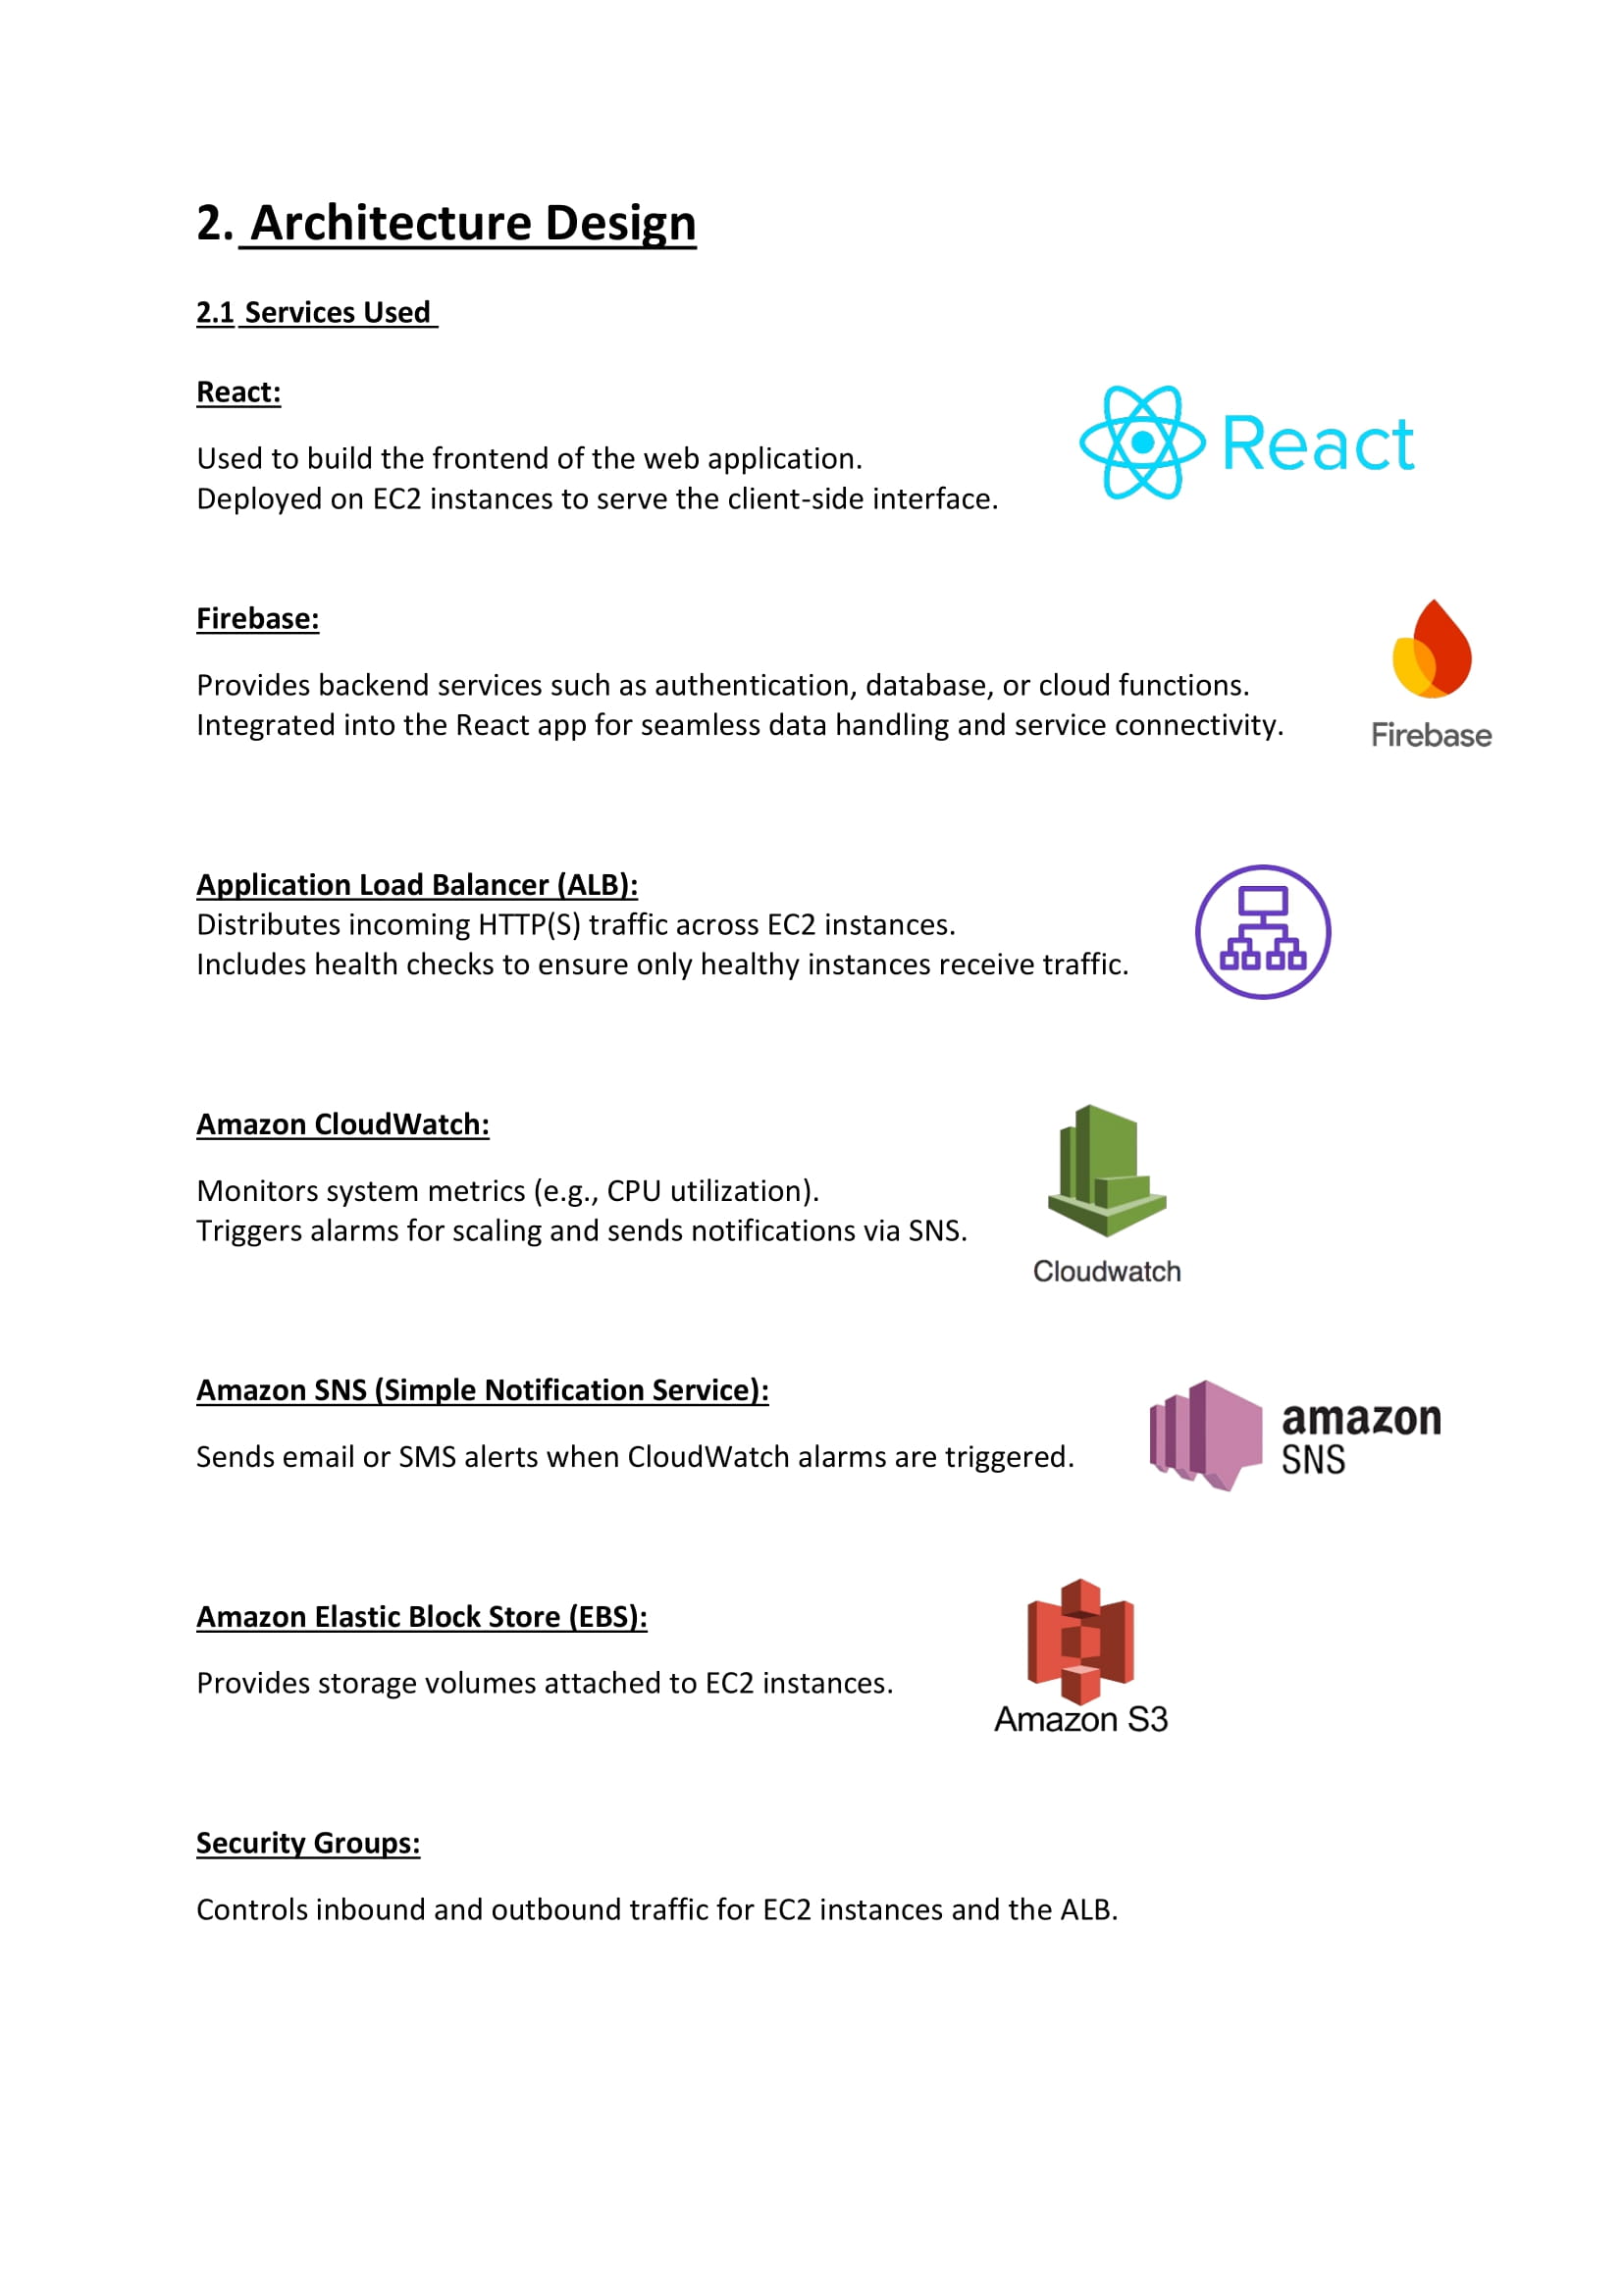 2. Architecture Design
2.1 Services Used
React:
React
Used to build the frontend of the web application.
Deployed on EC2 instances to serve the client-side interface.
Firebase:
Provides backend services such as authentication, database, or cloud functions.
Integrated into the React app for seamless data handling and service connectivity.
Firebase
Application Load Balancer (ALB):
Distributes incoming HTTP(S) traffic across EC2 instances.
Includes health checks to ensure only healthy instances receive traffic.
Amazon CloudWatch:
Monitors system metrics (e.g., CPU utilization).
Triggers alarms for scaling and sends notifications via SNS.
Cloudwatch
Amazon SNS (Simple Notification Service):
Sends email or SMS alerts when CloudWatch alarms are triggered.
amazon
SNS
Amazon Elastic Block Store (EBS):
Provides storage volumes attached to EC2 instances.
Amazon S3
Security Groups:
Controls inbound and outbound traffic for EC2 instances and the ALB.